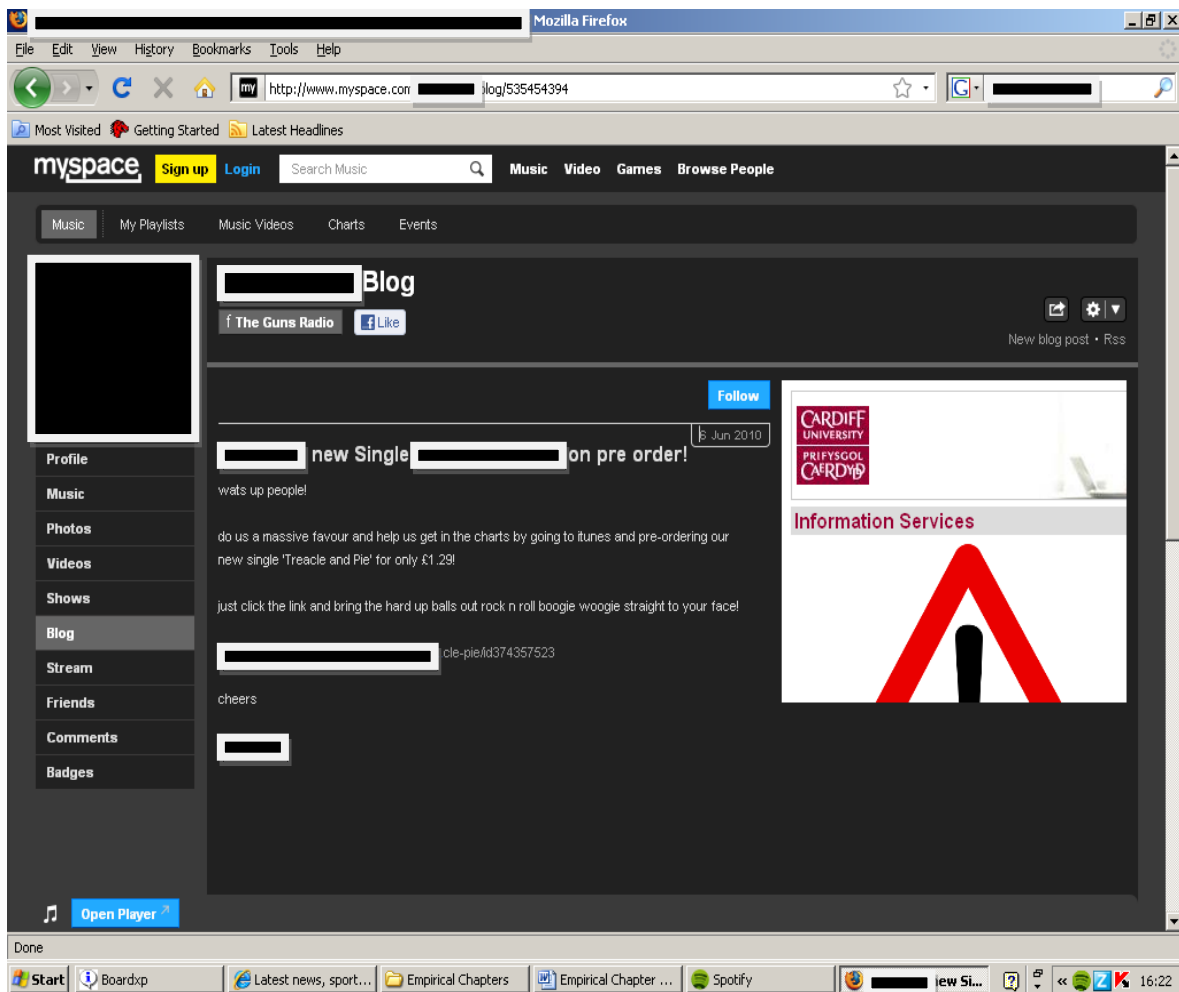 Mozilla Firefox
File Edit View History Bookmarks Tools Help
http://www.myspace.com blog/535454394
Most Visited Getting Started Latest Headlines
myspace Sign up Login Search Music Music Video Games Browse People
Music My Playlists Music Videos Charts Events
Blog
f The Guns Radio Like
New blog post • Rss
Follow
6 Jun 2010
new Single on pre order!
wats up people!
do us a massive favour and help us get in the charts by going to itunes and pre-ordering our
new single 'Treacle and Pie' for only £1.29!
just click the link and bring the hard up balls out rock n roll boogie woogie straight to your face!
cle-pie/id374357523
cheers
Profile
Music
Photos
Videos
Shows
Blog
Stream
Friends
Comments
Badges
CARDIFF
UNIVERSITY
PRIFYSGOL
CAERDYDD
Information Services
Open Player
Done
Start Boardxp Latest news, sport... Empirical Chapters Empirical Chapter ... Spotify ew Si... 16:22